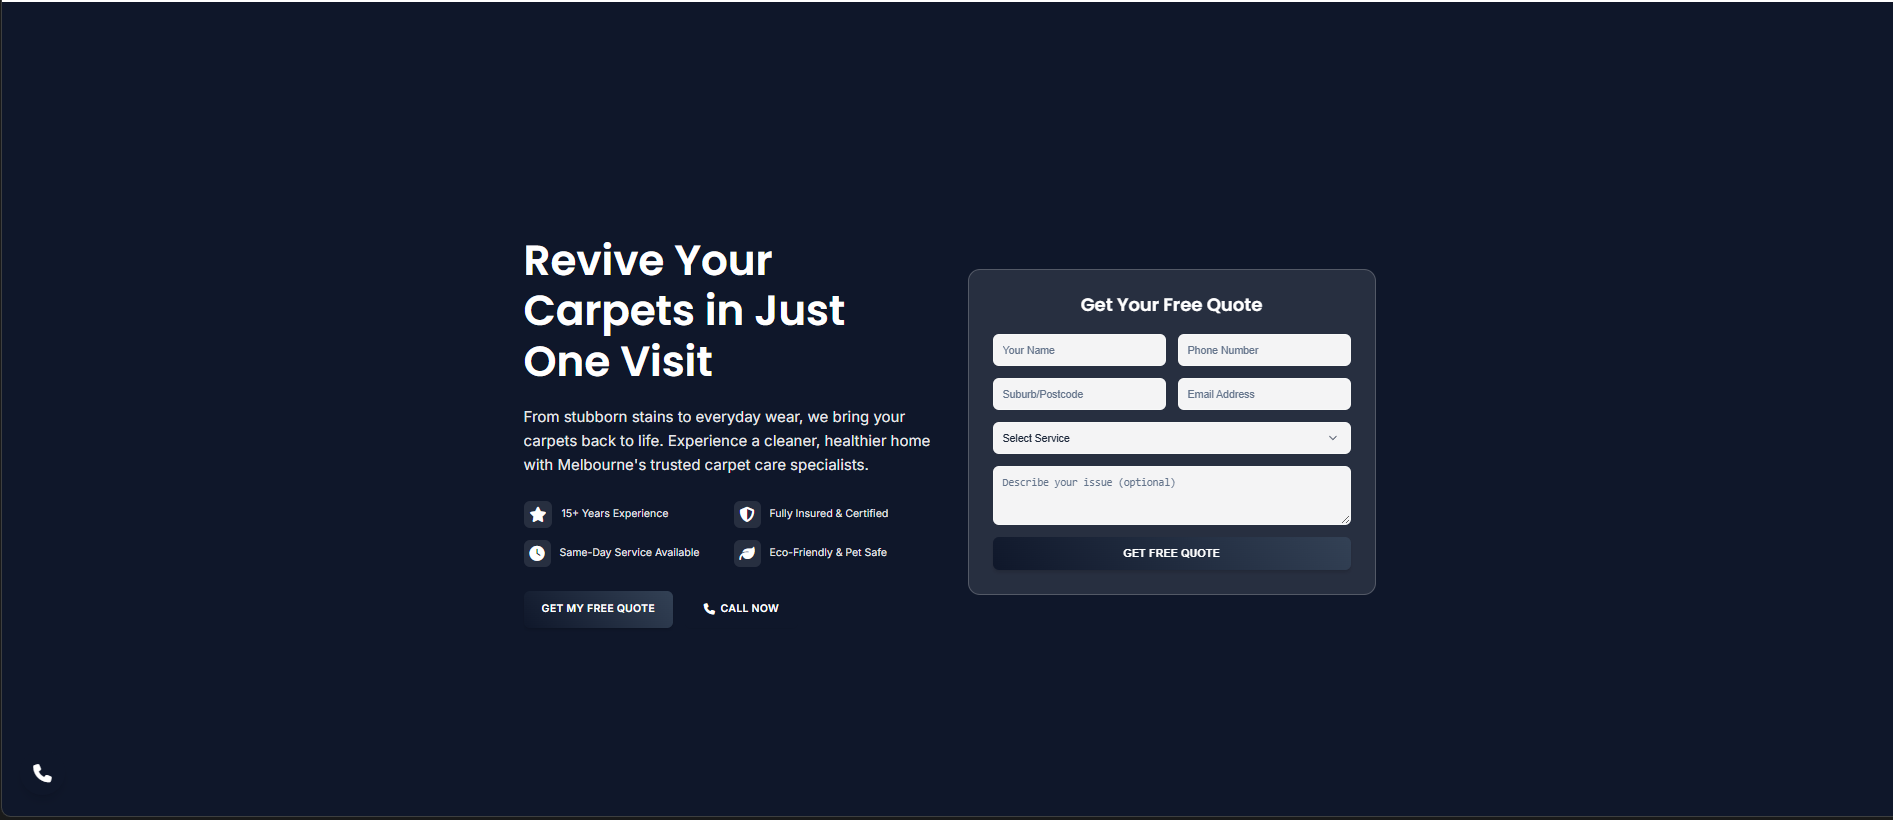 Revive Your
Carpets in Just
One Visit
From stubborn stains to everyday wear, we bring your
carpets back to life. Experience a cleaner, healthier home
with Melbourne's trusted carpet care specialists.
15+ Years Experience
Fully Insured & Certified
Same-Day Service Available
Eco-Friendly & Pet Safe
GET MY FREE QUOTE
CALL NOW
Get Your Free Quote
Your Name
Phone Number
Suburb/Postcode
Email Address
Select Service
Describe your issue (optional)
GET FREE QUOTE